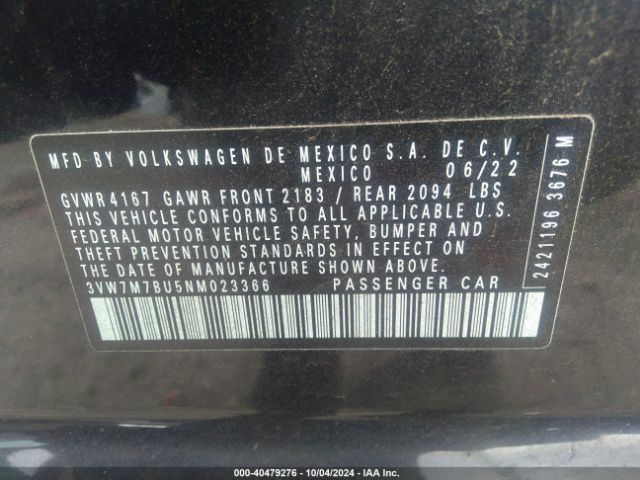 MFD BY VOLKSWAGEN DE MEXICO S.A. DE C.V.
MEXICO 06/22
GVWR 4167 GAWR FRONT 2183 / REAR 2094 LBS
THIS VEHICLE CONFORMS TO ALL APPLICABLE U.S.
FEDERAL MOTOR VEHICLE SAFETY, BUMPER AND
THEFT PREVENTION STANDARDS IN EFFECT ON
THE DATE OF MANUFACTURE SHOWN ABOVE.
3VW7M7BU5NM023366 PASSENGER CAR
2421196 3676 M
000-40479276 - 10/04/2024 - IAA Inc.